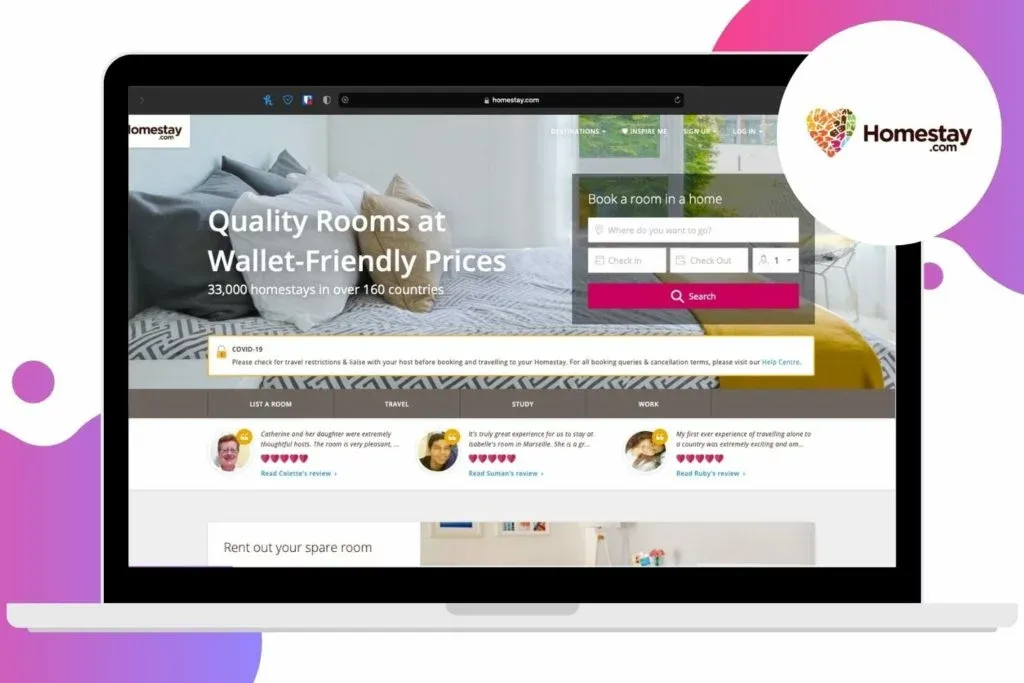 homestay.com
Homestay
.com
omestay
.com
DESTINATIONS
INSPIRE ME
SIGN UP
LOG IN
Book a room in a home
Where do you want to go?
Check In
Check Out
1
Search
Quality Rooms at
Wallet-Friendly Prices
33,000 homestays in over 160 countries
COVID-19
Please check for travel restrictions & liaise with your host before booking and travelling to your Homestay. For all booking queries & cancellation terms, please visit our Help Centre.
LIST A ROOM
TRAVEL
STUDY
WORK
Catherine and her daughter were extremely
thoughtful hosts. The room is very pleasant, ...
Read Colette's review ›
It's truly great experience for us to stay at
Isabelle's room in Marseille. She is a gr...
Read Suman's review ›
My first ever experience of travelling alone to
a country was extremely exciting and am...
Read Ruby's review ›
Rent out your spare room